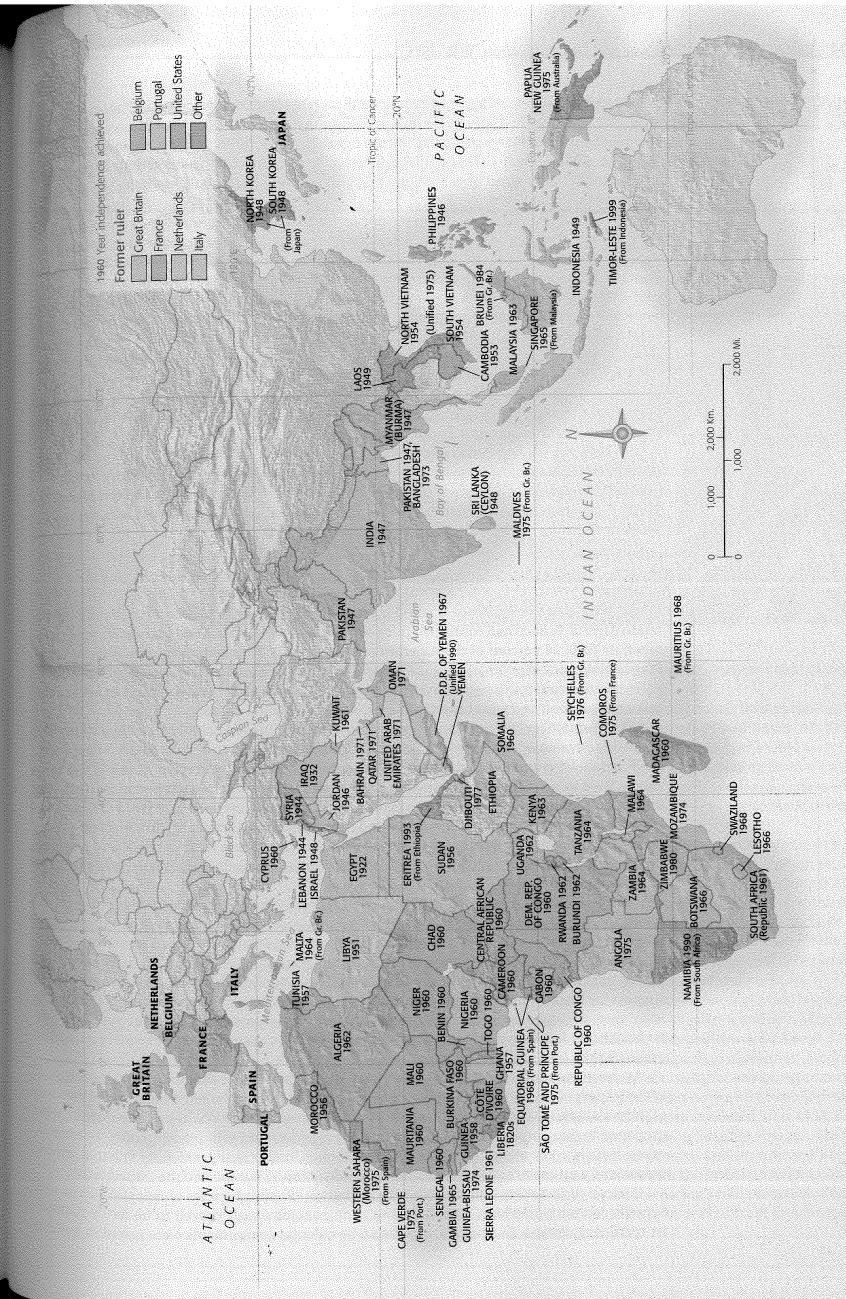 1960 Year independence achieved
Former ruler
Great Britain
France
Netherlands
Italy
Belgium
Portugal
United States
Other
ATLANTIC
OCEAN
GREAT
BRITAIN
NETHERLANDS
BELGIUM
FRANCE
ITALY
SPAIN
PORTUGAL
Black Sea
Caspian Sea
Mediterranean Sea
NORTH KOREA
1948
SOUTH KOREA
1948
(From
Japan)
JAPAN
Tropic of Cancer
20°N
PACIFIC
OCEAN
MOROCCO
1956
ALGERIA
1962
TUNISIA
1957
MALTA
1964
(From Gr. Br.)
LIBYA
1951
CYPRUS
1960
LEBANON 1944
ISRAEL 1948
SYRIA
1944
IRAQ
1932
JORDAN
1946
KUWAIT
1961
BAHRAIN 1971
QATAR 1971
UNITED ARAB
EMIRATES 1971
OMAN
1971
P.D.R. OF YEMEN 1967
(Unified 1990)
YEMEN
EGYPT
1922
WESTERN SAHARA
(Morocco)
1975
(From Spain)
CAPE VERDE
1975
(From Port.)
MAURITANIA
1960
MALI
1960
NIGER
1960
CHAD
1960
SUDAN
1956
ERITREA 1993
(From Ethiopia)
DJIBOUTI
1977
ETHIOPIA
SOMALIA
1960
SENEGAL 1960
GAMBIA 1965
GUINEA-BISSAU
1974
GUINEA
1958
SIERRA LEONE 1961
LIBERIA
1820s
CÔTE
D'IVOIRE
1960
BURKINA FASO
1960
GHANA
1957
TOGO 1960
BENIN 1960
NIGERIA
1960
CAMEROON
1960
CENTRAL AFRICAN
REPUBLIC
1960
EQUATORIAL GUINEA
1968 (From Spain)
SÃO TOMÉ AND PRÍNCIPE
1975 (From Port.)
GABON
1960
REPUBLIC OF CONGO
1960
DEM. REP.
OF CONGO
1960
UGANDA
1962
KENYA
1963
RWANDA 1962
BURUNDI 1962
TANZANIA
1964
ANGOLA
1975
ZAMBIA
1964
MALAWI
1964
MOZAMBIQUE
1974
ZIMBABWE
1980
BOTSWANA
1966
NAMIBIA 1990
(From South Africa)
SOUTH AFRICA
(Republic 1961)
SWAZILAND
1968
LESOTHO
1966
MADAGASCAR
1960
COMOROS
1975 (From France)
SEYCHELLES
1976 (From Gr. Br.)
MAURITIUS 1968
(From Gr. Br.)
Arabian
Sea
PAKISTAN
1947
INDIA
1947
PAKISTAN 1947,
BANGLADESH
1973
Bay of Bengal
SRI LANKA
(CEYLON)
1948
MALDIVES
1975 (From Gr. Br.)
MYANMAR
(BURMA)
1947
LAOS
1949
NORTH VIETNAM
1954
(Unified 1975)
SOUTH VIETNAM
1954
CAMBODIA
1953
BRUNEI 1984
(From Gr. Br.)
MALAYSIA 1963
SINGAPORE
1965
(From Malaysia)
PHILIPPINES
1946
INDONESIA 1949
TIMOR-LESTE 1999
(From Indonesia)
PAPUA
NEW GUINEA
1975
(From Australia)
INDIAN OCEAN
N
0 1,000 2,000 Km.
0 1,000 2,000 Mi.